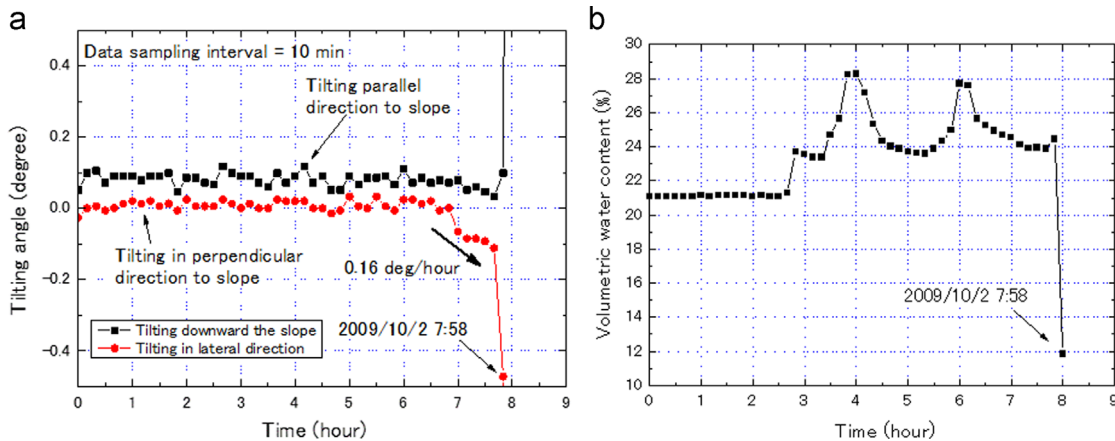 a
Data sampling interval = 10 min
Tilting parallel
direction to slope
Tilting in perpendicular
direction to slope
0.16 deg/hour
2009/10/2 7:58
Tilting downward the slope
Tilting in lateral direction
Tilting angle (degree)
0.4
0.2
0.0
-0.2
-0.4
0 1 2 3 4 5 6 7 8 9
Time (hour)
b
Volumetric water content (%)
30
28
26
24
22
20
18
16
14
12
10
2009/10/2 7:58
0 1 2 3 4 5 6 7 8 9
Time (hour)